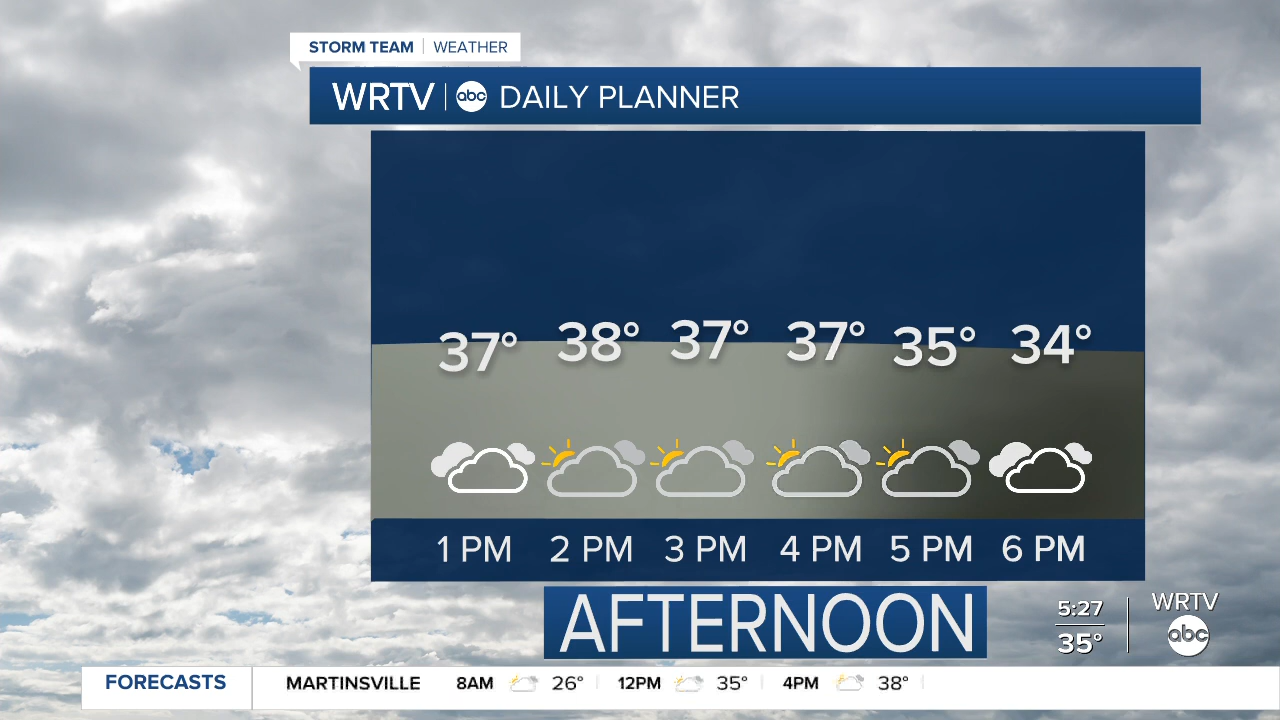 STORM TEAM | WEATHER
WRTV | abc DAILY PLANNER
37° 38° 37° 37° 35° 34°
1 PM 2 PM 3 PM 4 PM 5 PM 6 PM
AFTERNOON
5:27
35°
WRTV
abc
FORECASTS MARTINSVILLE 8AM 26° 12PM 35° 4PM 38°